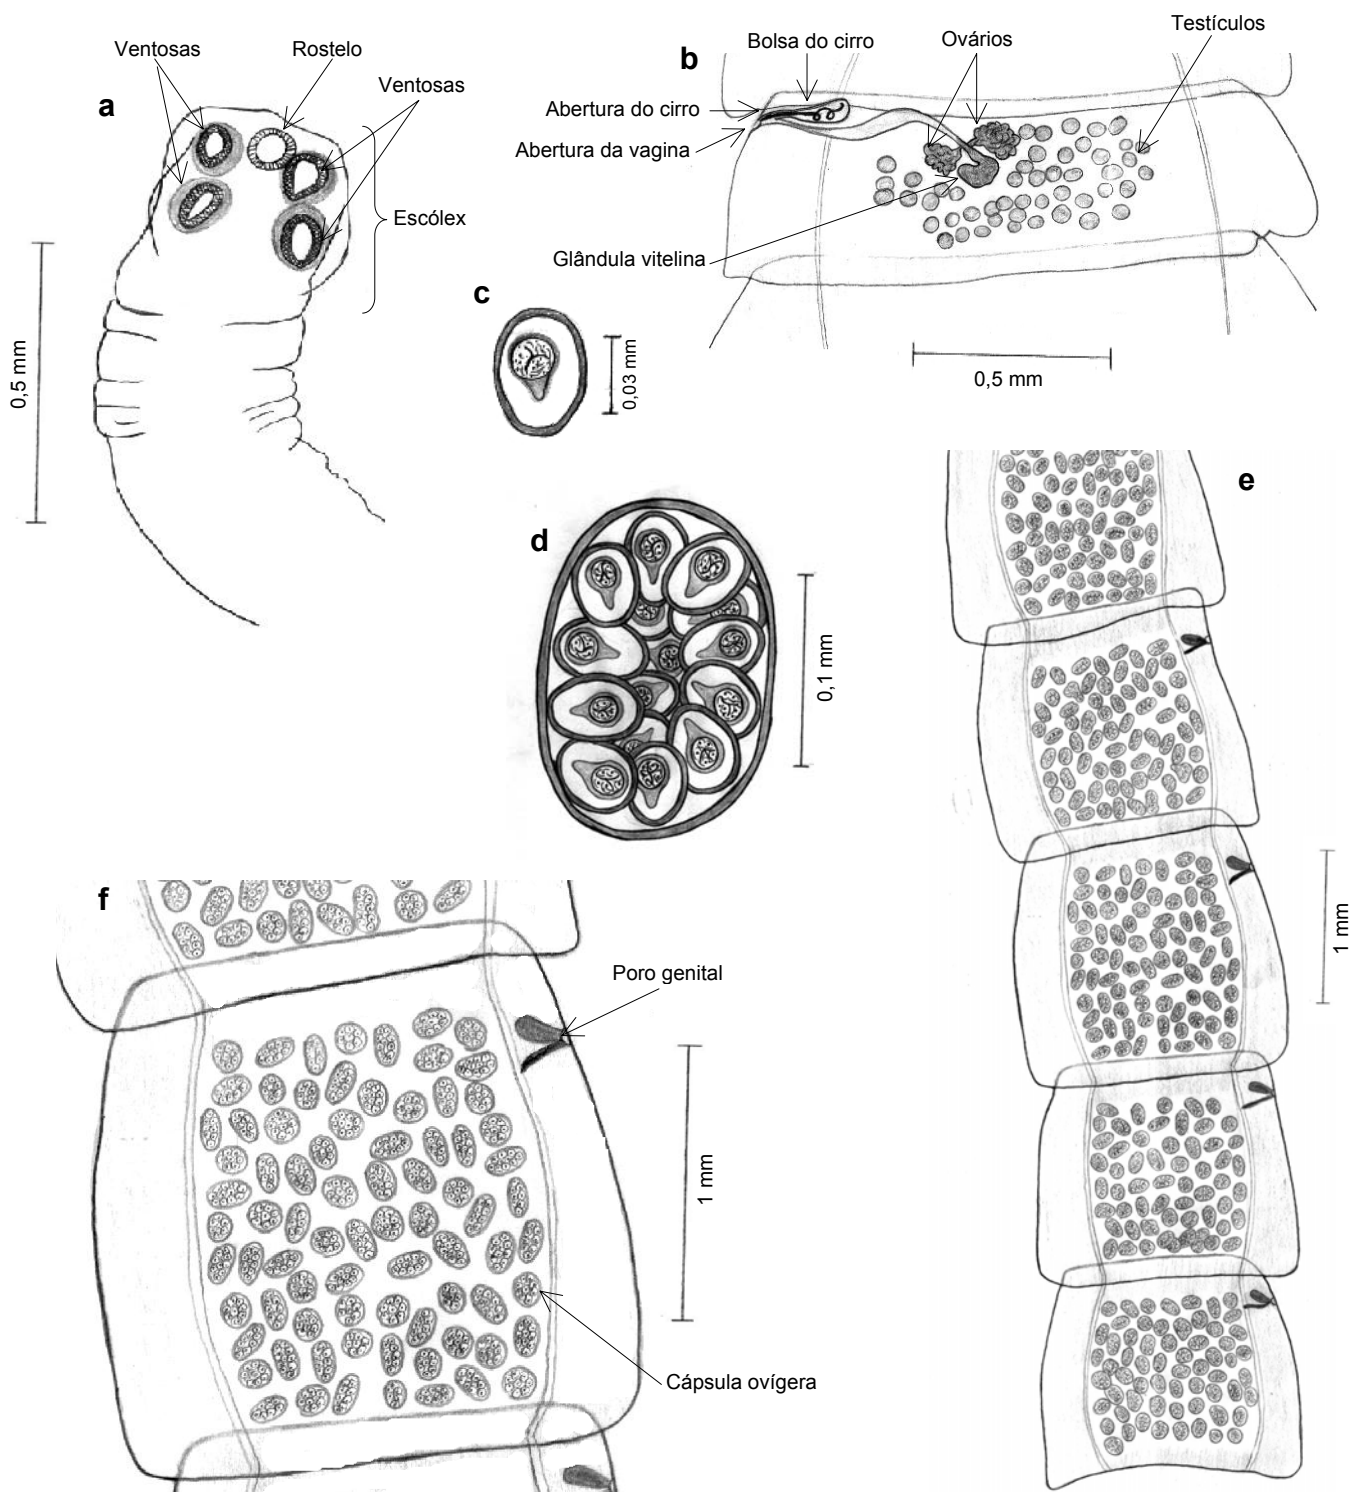 a
Ventosas
Rostelo
Ventosas
Escólex
0,5 mm
b
Bolsa do cirro
Ovários
Testículos
Abertura do cirro
Abertura da vagina
Glândula vitelina
0,5 mm
c
0,03 mm
d
0,1 mm
e
1 mm
f
Poro genital
1 mm
Cápsula ovígera